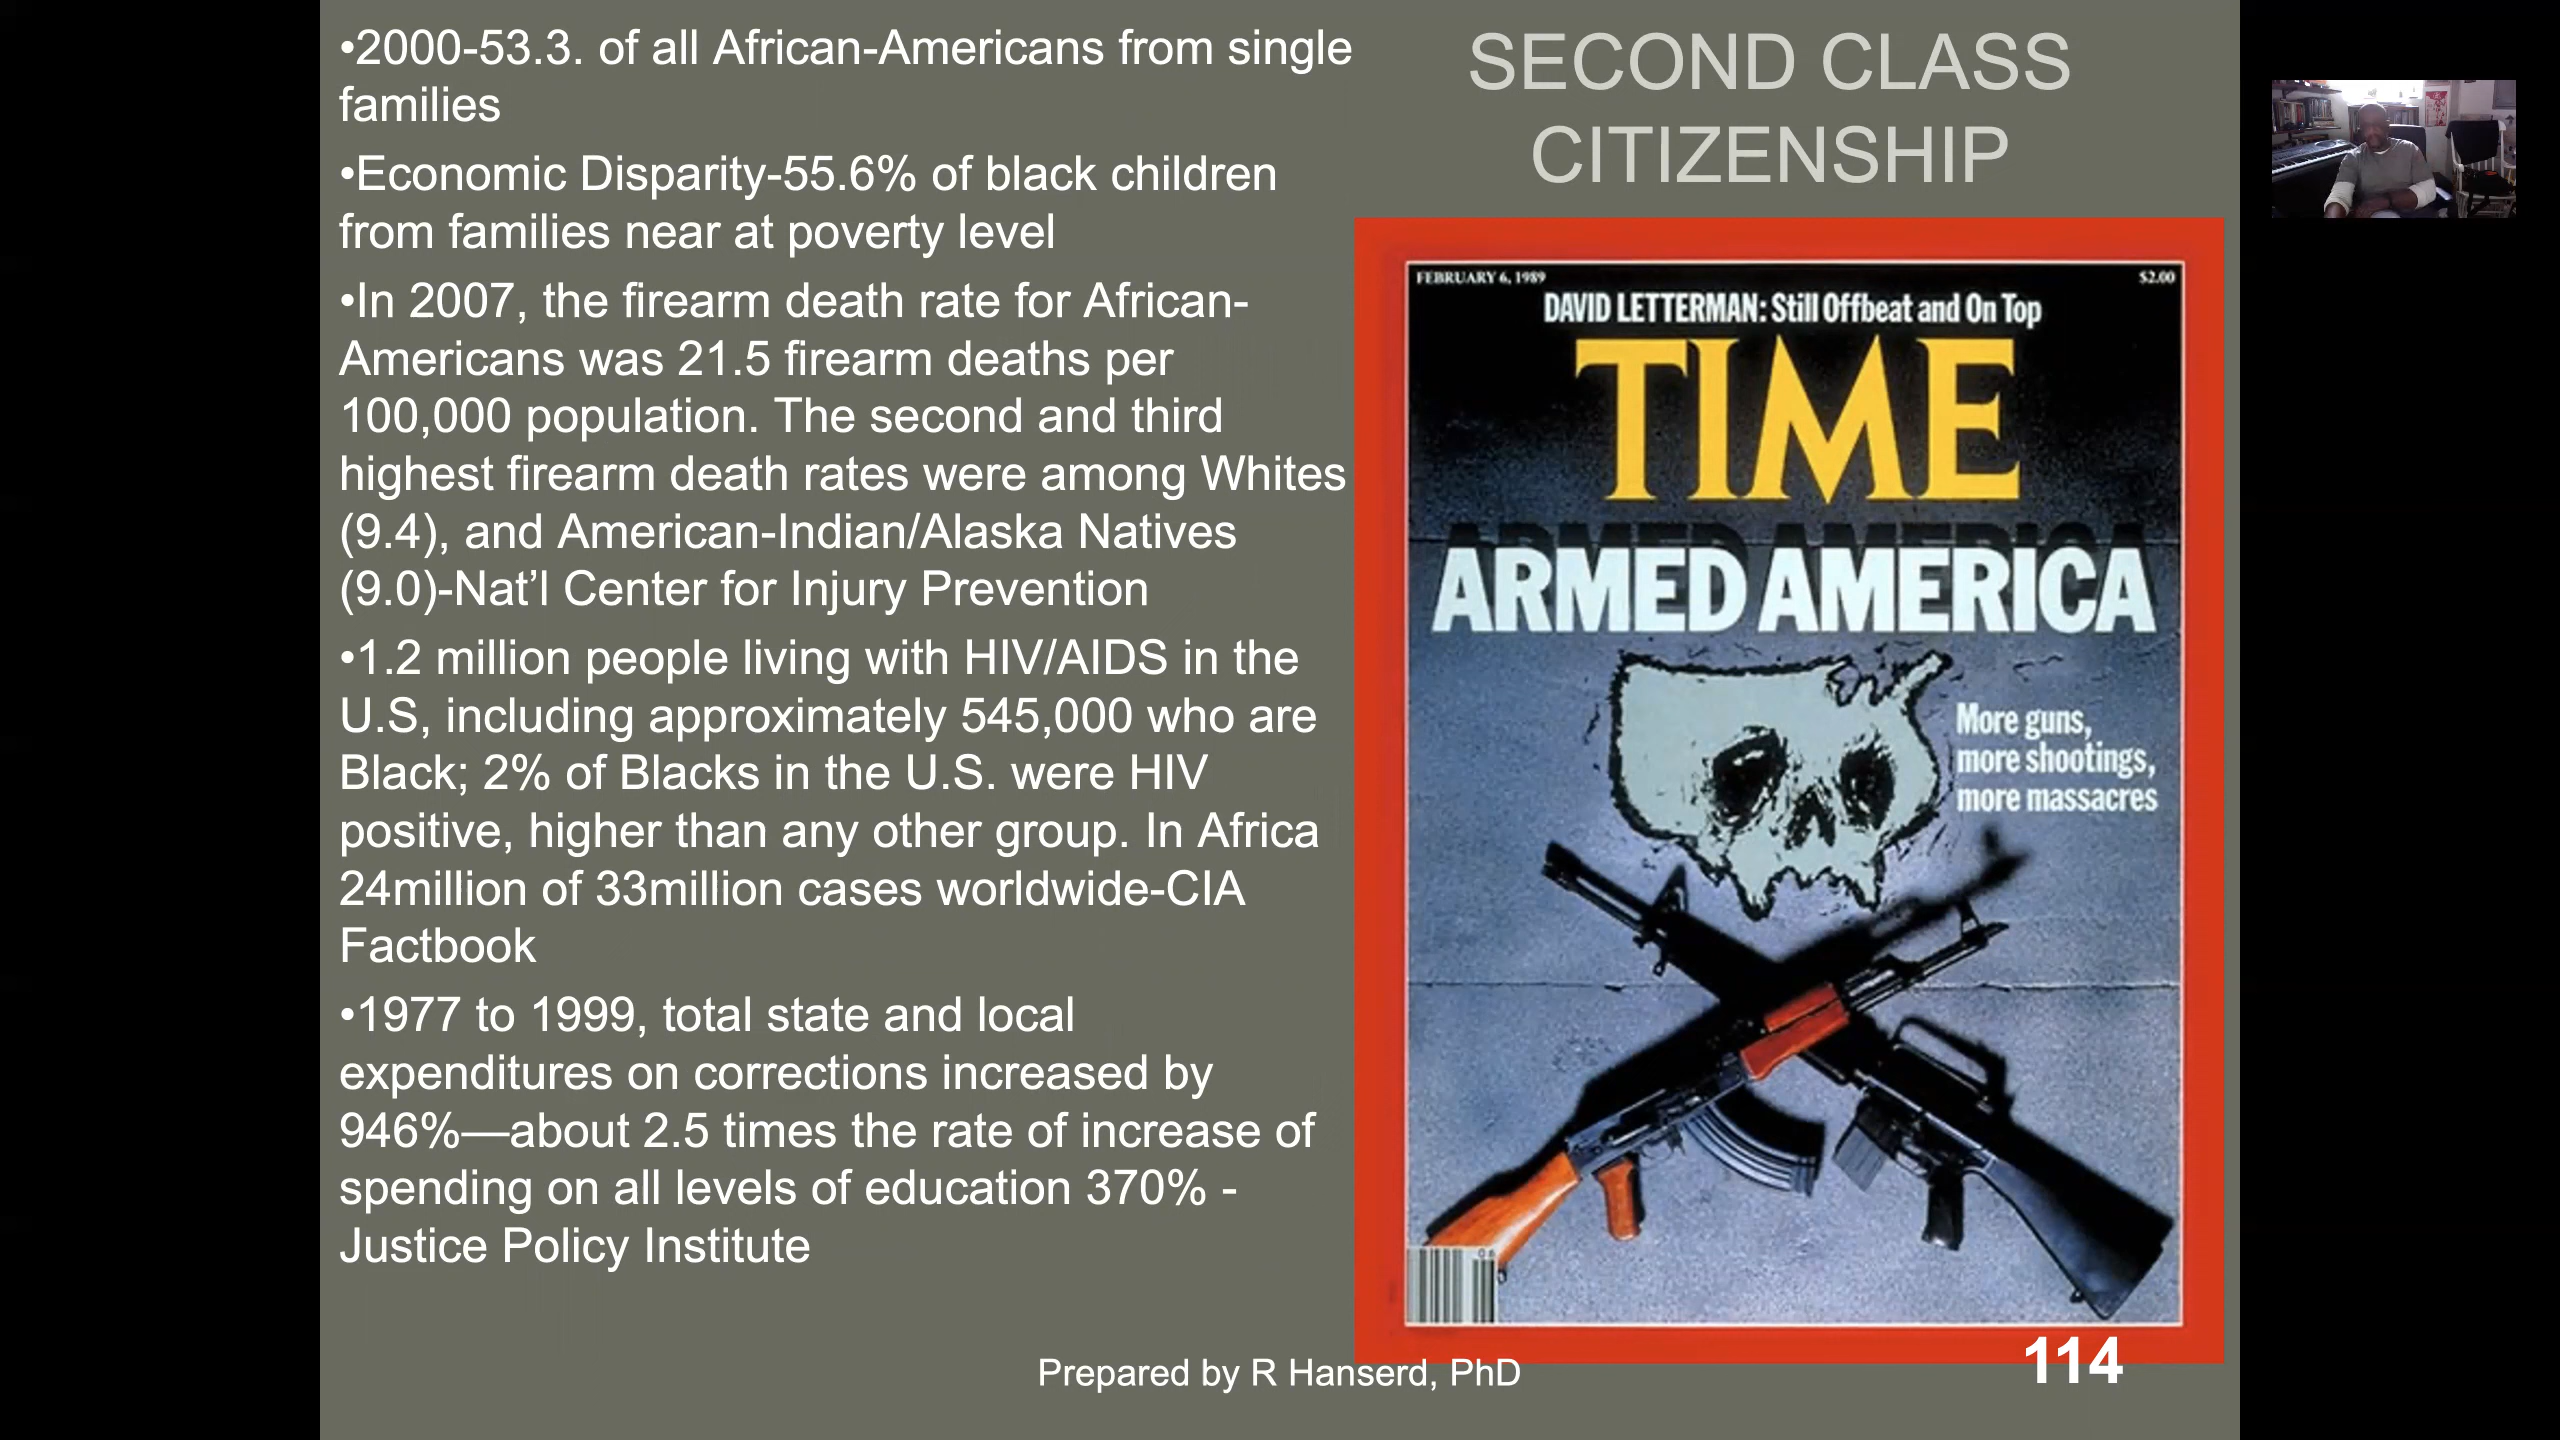 •2000-53.3. of all African-Americans from single
families
•Economic Disparity-55.6% of black children
from families near at poverty level
•In 2007, the firearm death rate for African-
Americans was 21.5 firearm deaths per
100,000 population. The second and third
highest firearm death rates were among Whites
(9.4), and American-Indian/Alaska Natives
(9.0)-Nat’l Center for Injury Prevention
•1.2 million people living with HIV/AIDS in the
U.S, including approximately 545,000 who are
Black; 2% of Blacks in the U.S. were HIV
positive, higher than any other group. In Africa
24million of 33million cases worldwide-CIA
Factbook
•1977 to 1999, total state and local
expenditures on corrections increased by
946%—about 2.5 times the rate of increase of
spending on all levels of education 370% -
Justice Policy Institute
SECOND CLASS
CITIZENSHIP
FEBRUARY 6, 1989
$2.00
DAVID LETTERMAN: Still Offbeat and On Top
TIME
ARMED AMERICA
More guns,
more shootings,
more massacres
06
Prepared by R Hanserd, PhD
114